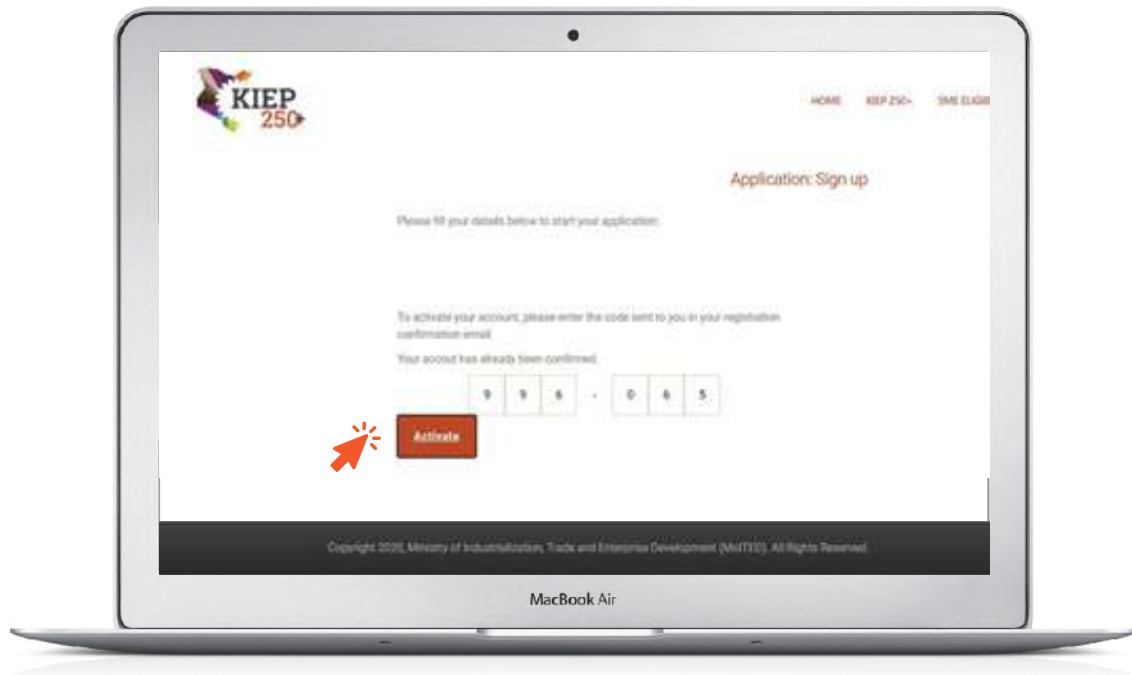 KIEP
250
HOME KIEP 250+ SME ELIGIB
Application: Sign up
Please fill your details below to start your application:
To activate your account, please enter the code sent to you in your registration
confirmation email
Your accout has already been confirmed.
9 9 6 - 0 6 5
Activate
Copyright 2020, Ministry of Industrialization, Trade and Enterprise Development (MoITED). All Rights Reserved.
MacBook Air